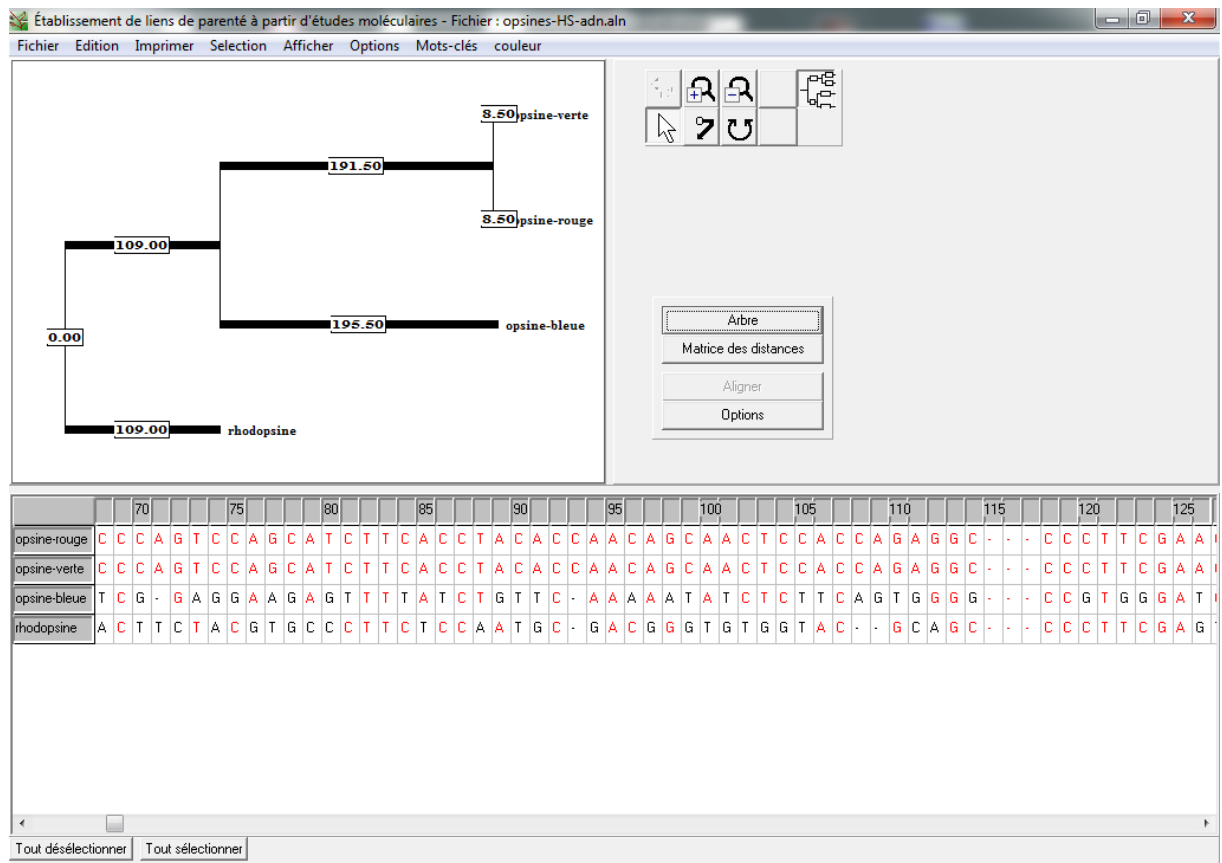 Établissement de liens de parenté à partir d'études moléculaires - Fichier : opsines-HS-adn.aln
Fichier Edition Imprimer Selection Afficher Options Mots-clés couleur
8.50 opsine-verte
191.50
8.50 opsine-rouge
109.00
195.50 opsine-bleue
0.00
109.00 rhodopsine
Arbre
Matrice des distances
Aligner
Options
70 75 80 85 90 95 100 105 110 115 120 125
opsine-rouge C C C A G T C C A G C A T C T T C A C C T A C A C C A A C A G C A A C T C C A C C A G A G G C - - - C C C T T C G A A
opsine-verte C C C A G T C C A G C A T C T T C A C C T A C A C C A A C A G C A A C T C C A C C A G A G G C - - - C C C T T C G A A
opsine-bleue T C G - G A G G A A G A G T T T T A T C T G T T C - A A A A A T A T C T C T T C A G T G G G G - - - C C G T G G G A T
rhodopsine A C T T C T A C G T G C C C T T C T C C A A T G C - G A C G G G T G T G G T A C - - G C A G C - - - C C C T T C G A G
Tout désélectionner Tout sélectionner